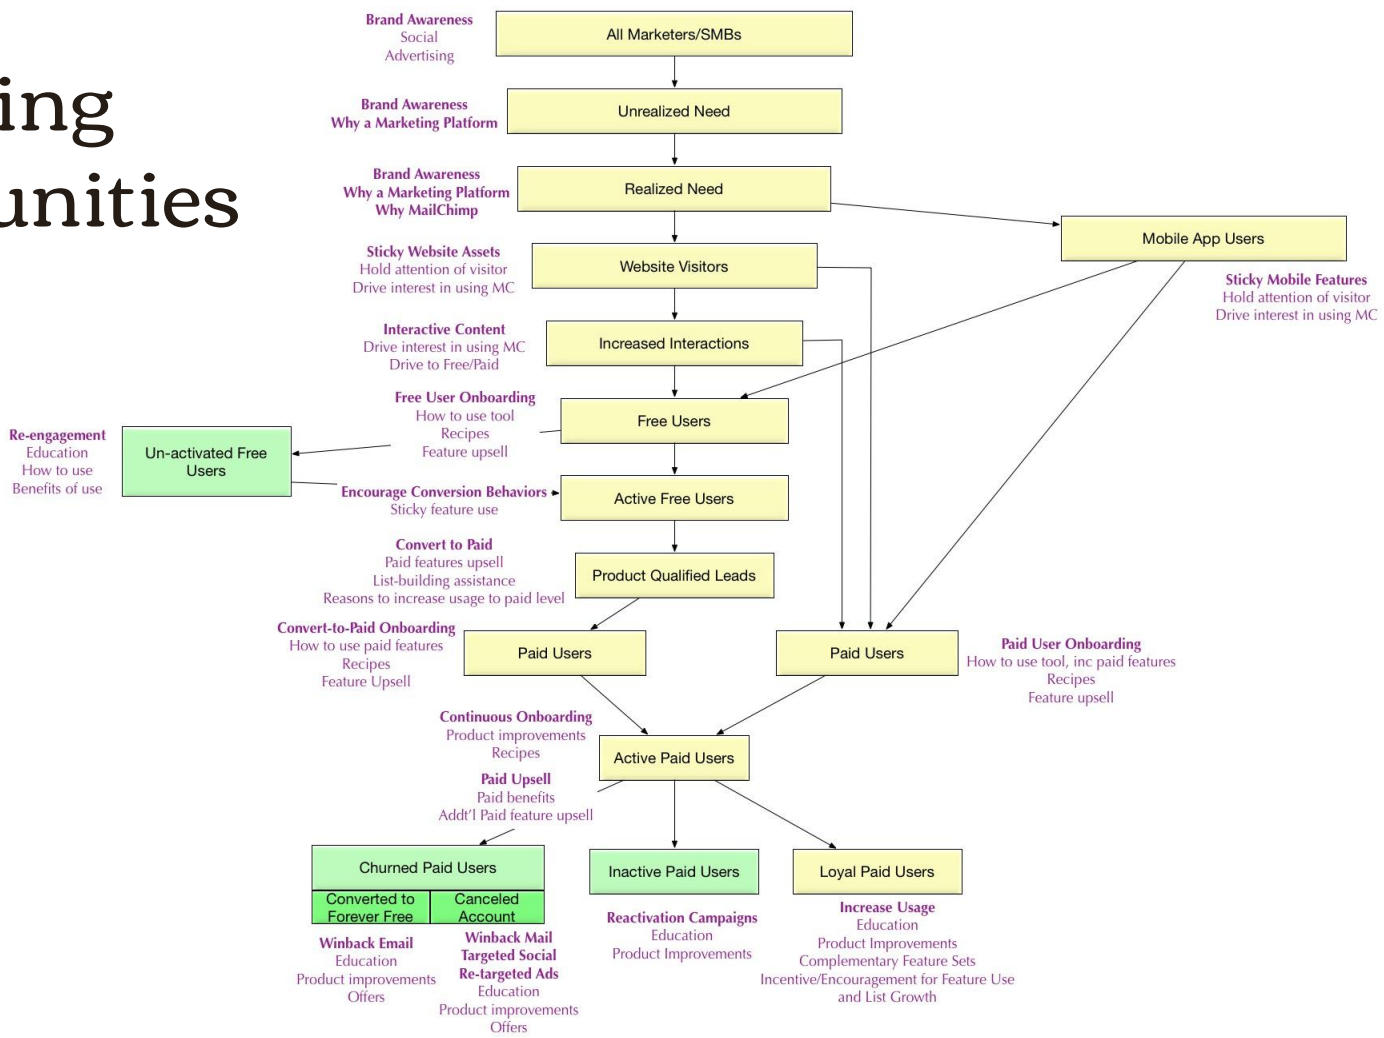 ing
unities
Brand Awareness
Social
Advertising
All Marketers/SMBs
Brand Awareness
Why a Marketing Platform
Unrealized Need
Brand Awareness
Why a Marketing Platform
Why MailChimp
Realized Need
Mobile App Users
Sticky Mobile Features
Hold attention of visitor
Drive interest in using MC
Sticky Website Assets
Hold attention of visitor
Drive interest in using MC
Website Visitors
Interactive Content
Drive interest in using MC
Drive to Free/Paid
Increased Interactions
Free User Onboarding
How to use tool
Recipes
Feature upsell
Free Users
Re-engagement
Education
How to use
Benefits of use
Un-activated Free
Users
Encourage Conversion Behaviors
Sticky feature use
Active Free Users
Convert to Paid
Paid features upsell
List-building assistance
Reasons to increase usage to paid level
Product Qualified Leads
Convert-to-Paid Onboarding
How to use paid features
Recipes
Feature Upsell
Paid Users
Paid Users
Paid User Onboarding
How to use tool, inc paid features
Recipes
Feature upsell
Continuous Onboarding
Product improvements
Recipes
Active Paid Users
Paid Upsell
Paid benefits
Addt'l Paid feature upsell
Churned Paid Users
Converted to
Forever Free
Canceled
Account
Winback Email
Education
Product improvements
Offers
Winback Mail
Targeted Social
Re-targeted Ads
Education
Product improvements
Offers
Inactive Paid Users
Reactivation Campaigns
Education
Product Improvements
Loyal Paid Users
Increase Usage
Education
Product Improvements
Complementary Feature Sets
Incentive/Encouragement for Feature Use
and List Growth